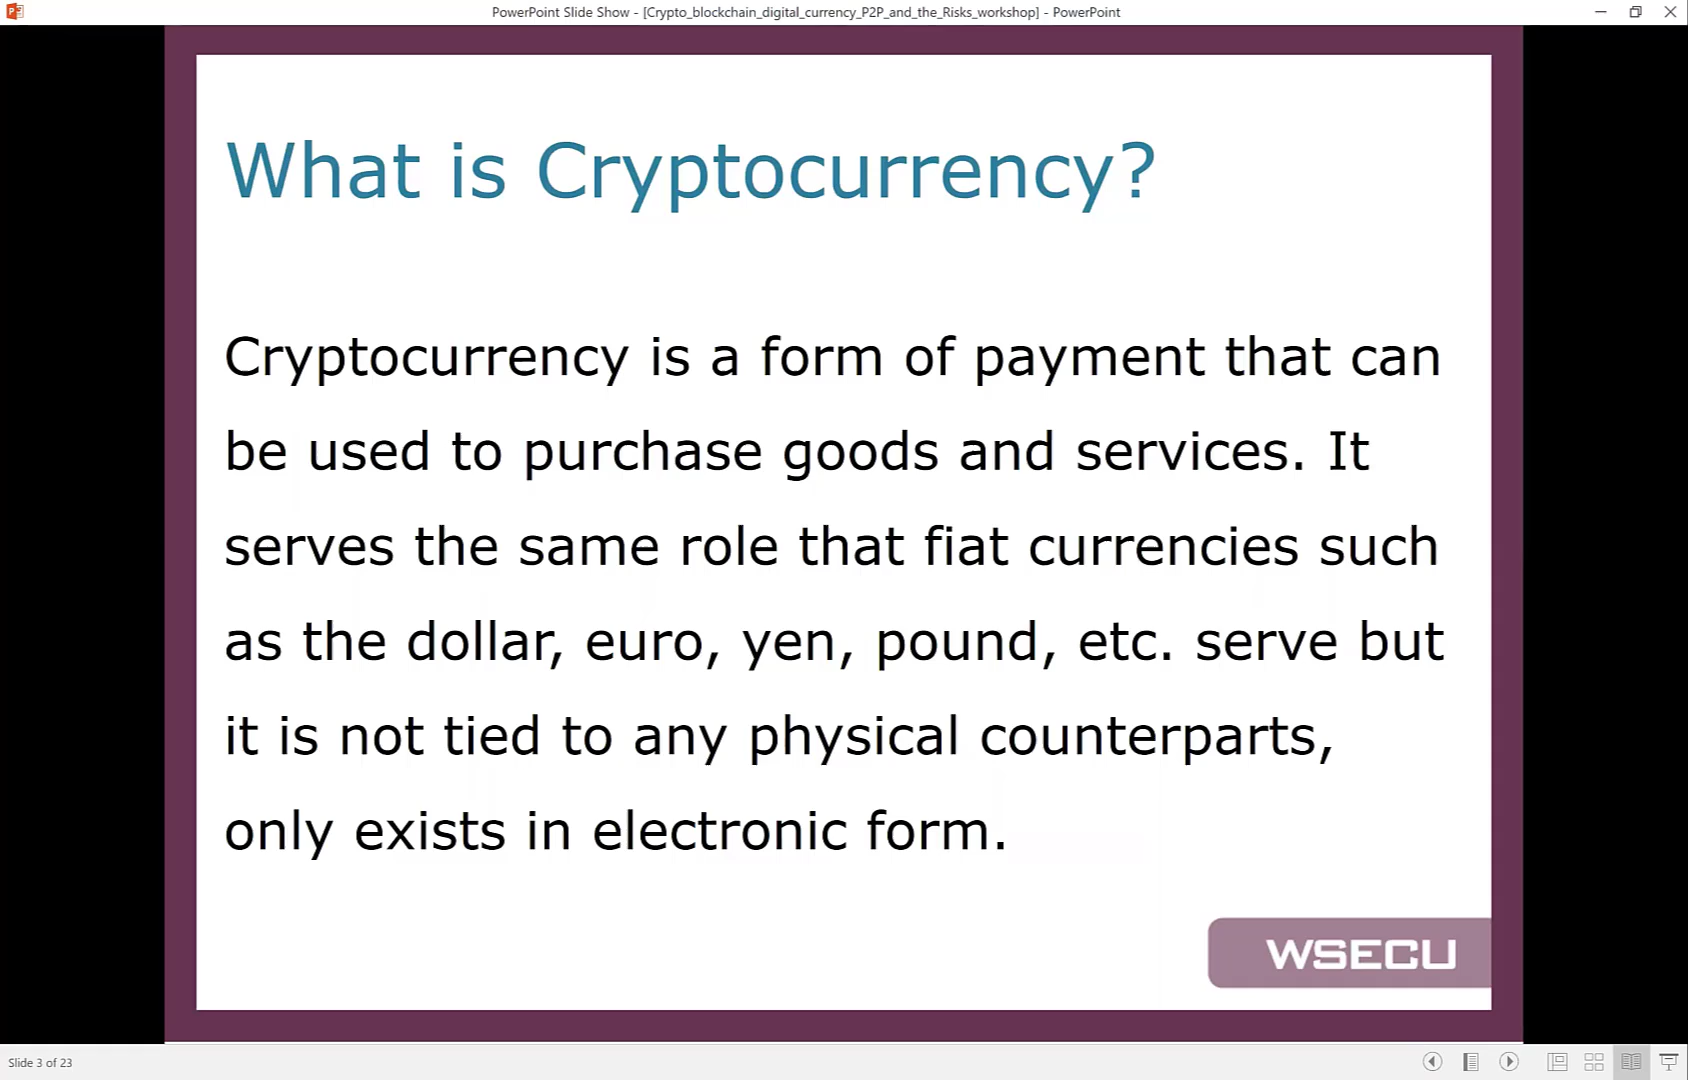 PowerPoint Slide Show - [Crypto_blockchain_digital_currency_P2P_and_the_Risks_workshop] - PowerPoint
What is Cryptocurrency?
Cryptocurrency is a form of payment that can
be used to purchase goods and services. It
serves the same role that fiat currencies such
as the dollar, euro, yen, pound, etc. serve but
it is not tied to any physical counterparts,
only exists in electronic form.
WSECU
Slide 3 of 23